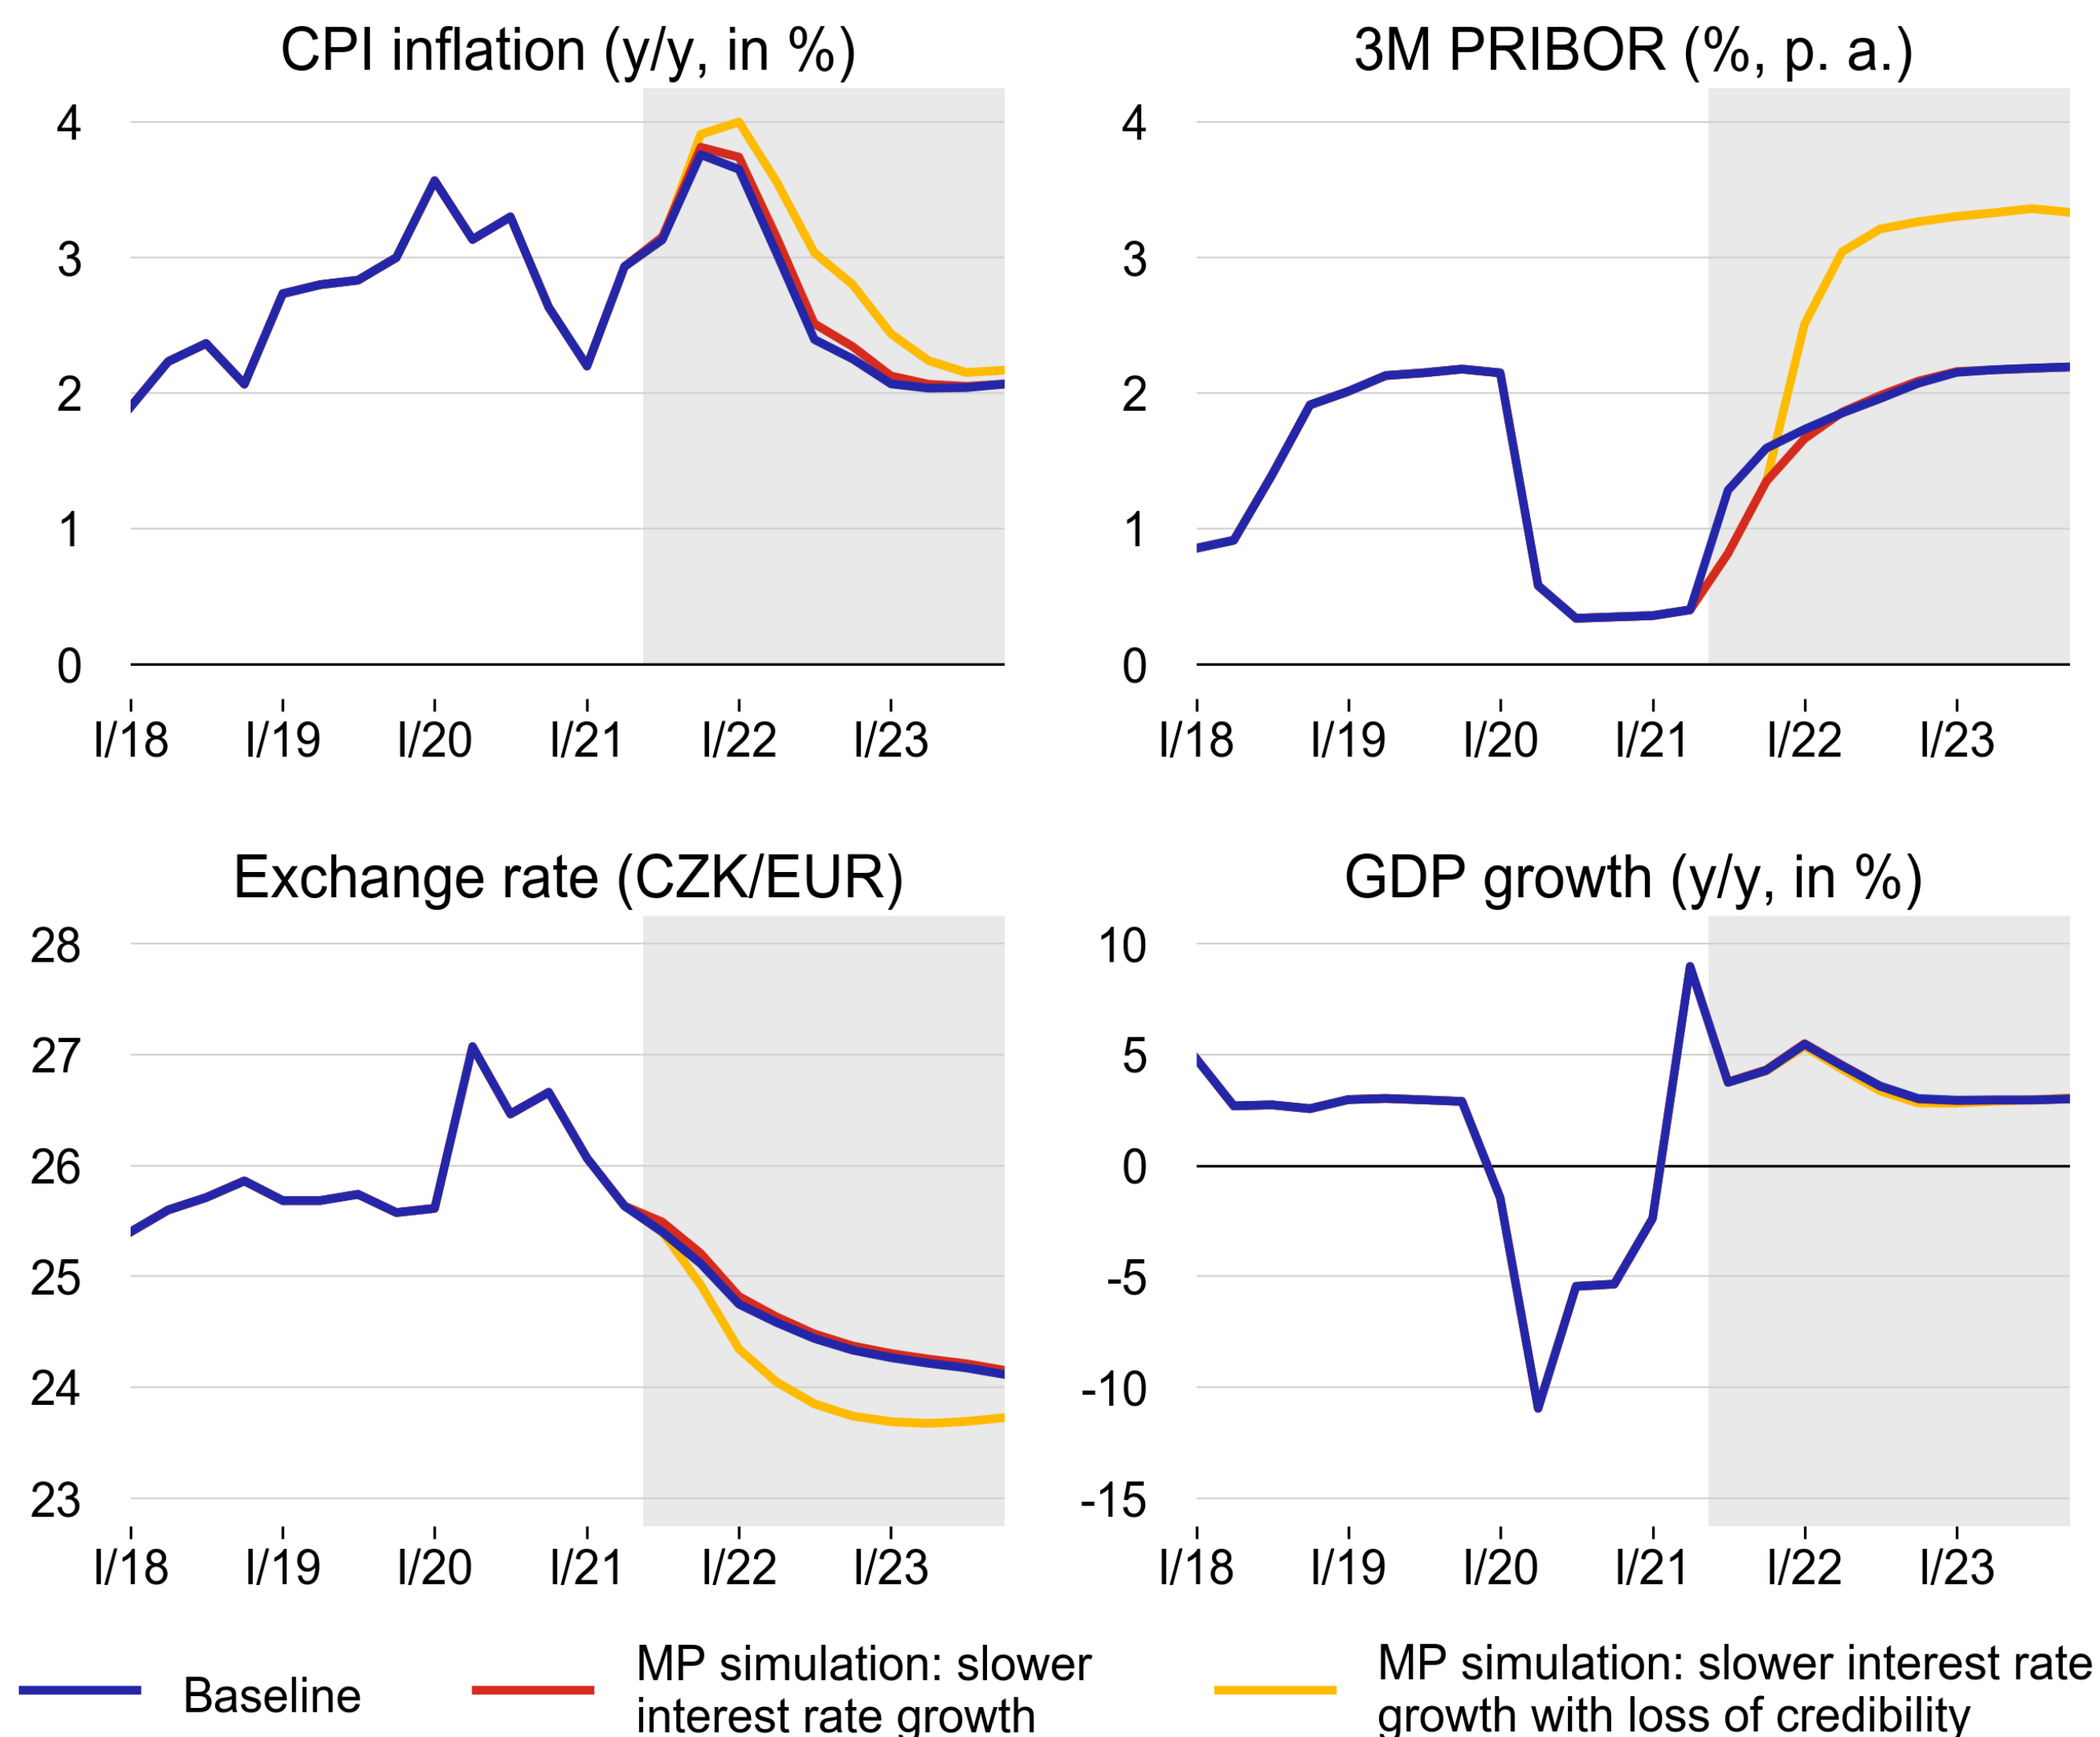 CPI inflation (y/y, in %)
4
3
2
1
0
I/18 I/19 I/20 I/21 I/22 I/23
3M PRIBOR (%, p. a.)
4
3
2
1
0
I/18 I/19 I/20 I/21 I/22 I/23
Exchange rate (CZK/EUR)
28
27
26
25
24
23
I/18 I/19 I/20 I/21 I/22 I/23
GDP growth (y/y, in %)
10
5
0
-5
-10
-15
I/18 I/19 I/20 I/21 I/22 I/23
Baseline
MP simulation: slower
interest rate growth
MP simulation: slower interest rate
growth with loss of credibility